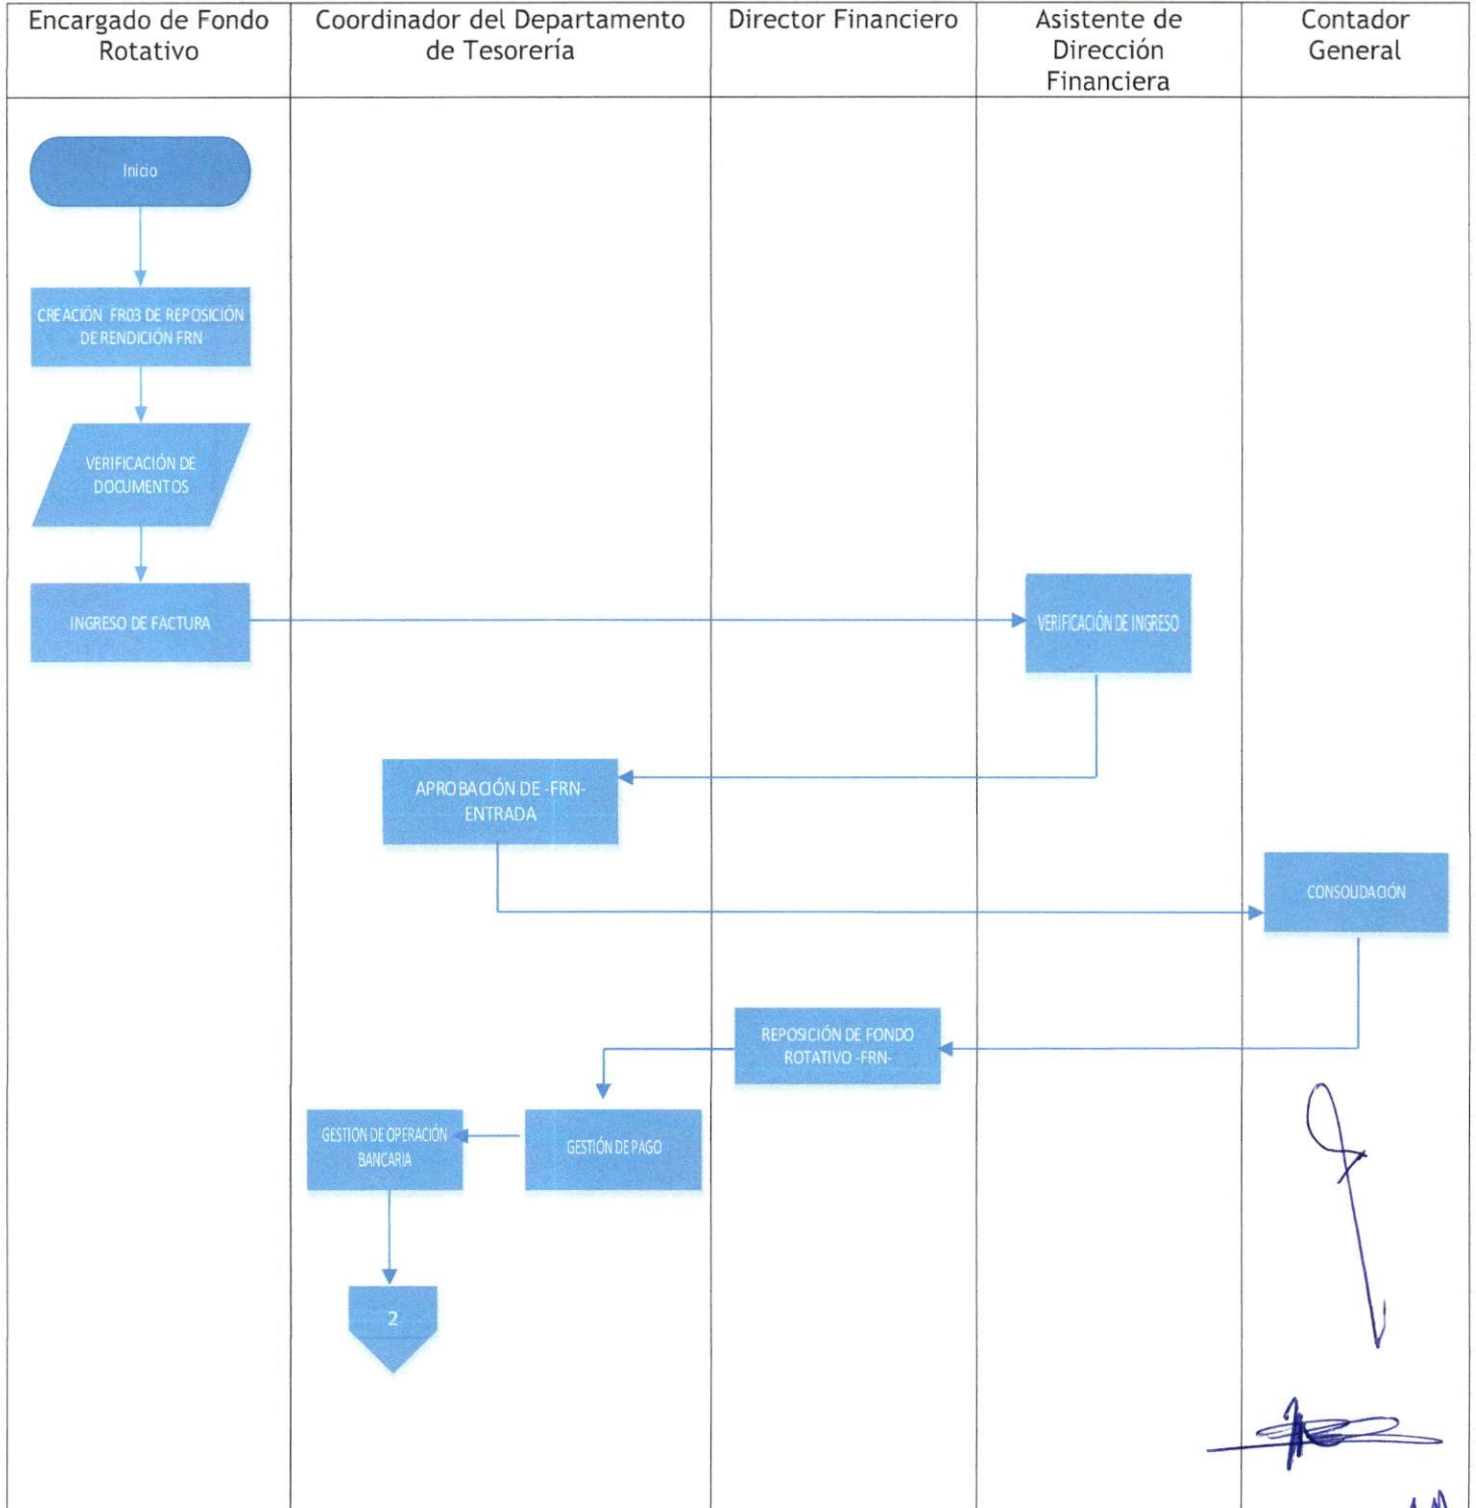 Encargado de Fondo
Rotativo
Coordinador del Departamento
de Tesorería
Director Financiero
Asistente de
Dirección
Financiera
Contador
General
Inicio
CREACIÓN FR03 DE REPOSICIÓN
DE RENDICIÓN FRN
VERIFICACIÓN DE
DOCUMENTOS
INGRESO DE FACTURA
VERIFICACIÓN DE INGRESO
APROBACIÓN DE -FRN-
ENTRADA
CONSOLIDACIÓN
REPOSICIÓN DE FONDO
ROTATIVO -FRN-
GESTIÓN DE PAGO
GESTION DE OPERACIÓN
BANCARIA
2